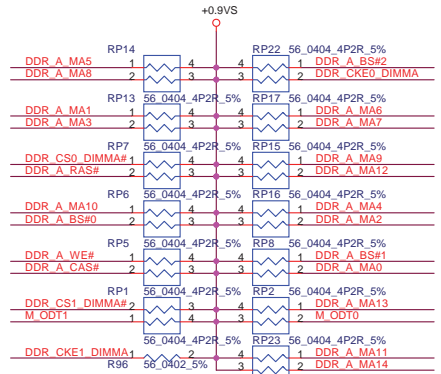 +0.9VS
RP14 RP22 56_0404_4P2R_5%
DDR_A_MA5 1 4 4 1 DDR_A_BS#2
DDR_A_MA8 2 3 3 2 DDR_CKE0_DIMMA
RP13 56_0404_4P2R_5% RP17 56_0404_4P2R_5%
DDR_A_MA1 1 4 4 1 DDR_A_MA6
DDR_A_MA3 2 3 3 2 DDR_A_MA7
RP7 56_0404_4P2R_5% RP15 56_0404_4P2R_5%
DDR_CS0_DIMMA# 1 4 4 1 DDR_A_MA9
DDR_A_RAS# 2 3 3 2 DDR_A_MA12
RP6 56_0404_4P2R_5% RP16 56_0404_4P2R_5%
DDR_A_MA10 1 4 4 1 DDR_A_MA4
DDR_A_BS#0 2 3 3 2 DDR_A_MA2
RP5 56_0404_4P2R_5% RP8 56_0404_4P2R_5%
DDR_A_WE# 1 4 4 1 DDR_A_BS#1
DDR_A_CAS# 2 3 3 2 DDR_A_MA0
RP1 56_0404_4P2R_5% RP2 56_0404_4P2R_5%
DDR_CS1_DIMMA# 2 3 4 1 DDR_A_MA13
M_ODT1 1 4 3 2 M_ODT0
56_0404_4P2R_5% RP23 56_0404_4P2R_5%
DDR_CKE1_DIMMA 1 2 4 1 DDR_A_MA11
R96 56_0402_5% 3 2 DDR_A_MA14